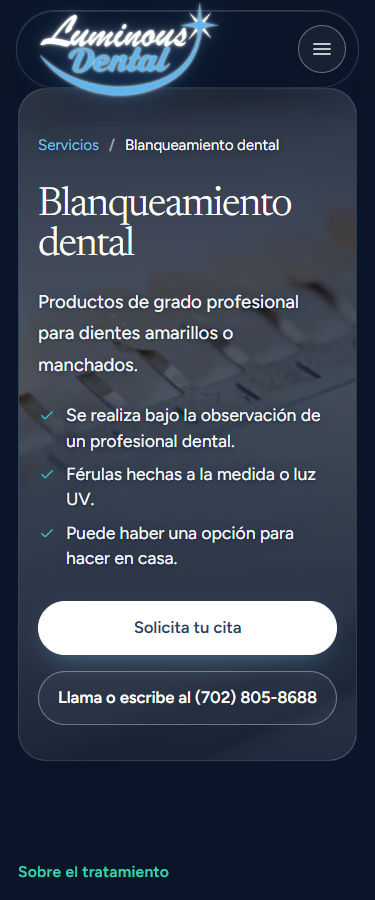 Luminous
Dental
Servicios / Blanqueamiento dental
Blanqueamiento
dental
Productos de grado profesional
para dientes amarillos o
manchados.
Se realiza bajo la observación de
un profesional dental.
Férulas hechas a la medida o luz
UV.
Puede haber una opción para
hacer en casa.
Solicita tu cita
Llama o escribe al (702) 805-8688
Sobre el tratamiento